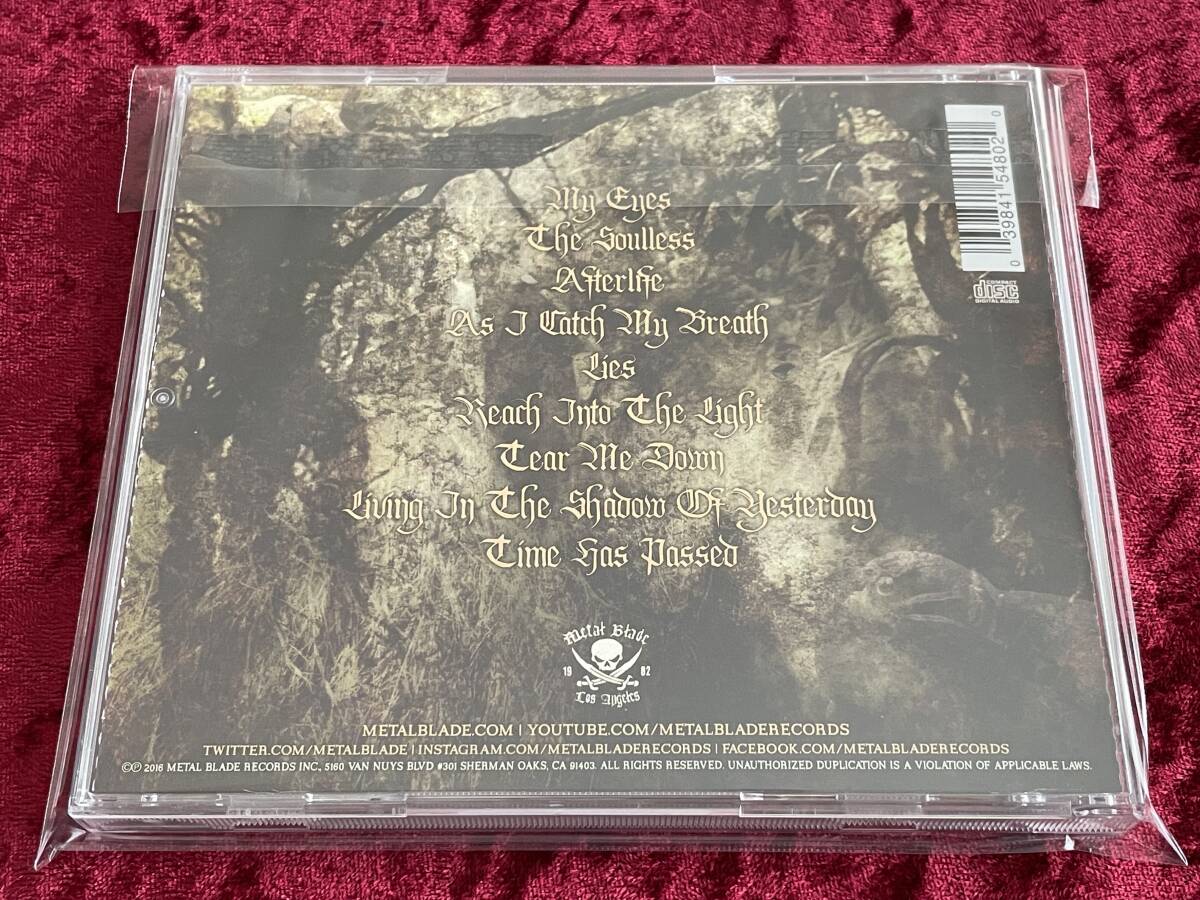 My Eyes
The Soulless
Afterlife
As I Catch My Breath
Lies
Reach Into The Light
Tear Me Down
Living In The Shadow Of Yesterday
Time Has Passed
0 39841 54802 0
COMPACT
disc
DIGITAL AUDIO
Metal Blade
19 82
Los Angeles
METALBLADE.COM | YOUTUBE.COM/METALBLADERECORDS
TWITTER.COM/METALBLADE | INSTAGRAM.COM/METALBLADERECORDS | FACEBOOK.COM/METALBLADERECORDS
©℗ 2016 METAL BLADE RECORDS INC., 5160 VAN NUYS BLVD #301 SHERMAN OAKS, CA 91403. ALL RIGHTS RESERVED. UNAUTHORIZED DUPLICATION IS A VIOLATION OF APPLICABLE LAWS.